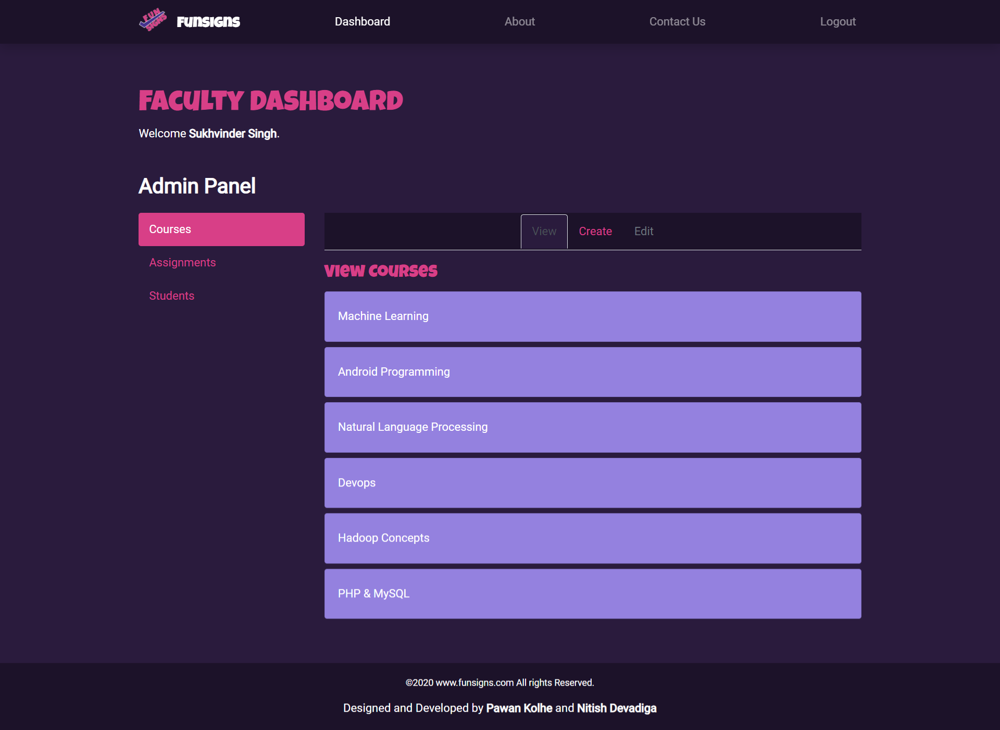 FUN
SIGNS
Funsigns
Dashboard
About
Contact Us
Logout
FACULTY DASHBOARD
Welcome Sukhvinder Singh.
Admin Panel
Courses
Assignments
Students
View
Create
Edit
View Courses
Machine Learning
Android Programming
Natural Language Processing
Devops
Hadoop Concepts
PHP & MySQL
©2020 www.funsigns.com All rights Reserved.
Designed and Developed by Pawan Kolhe and Nitish Devadiga